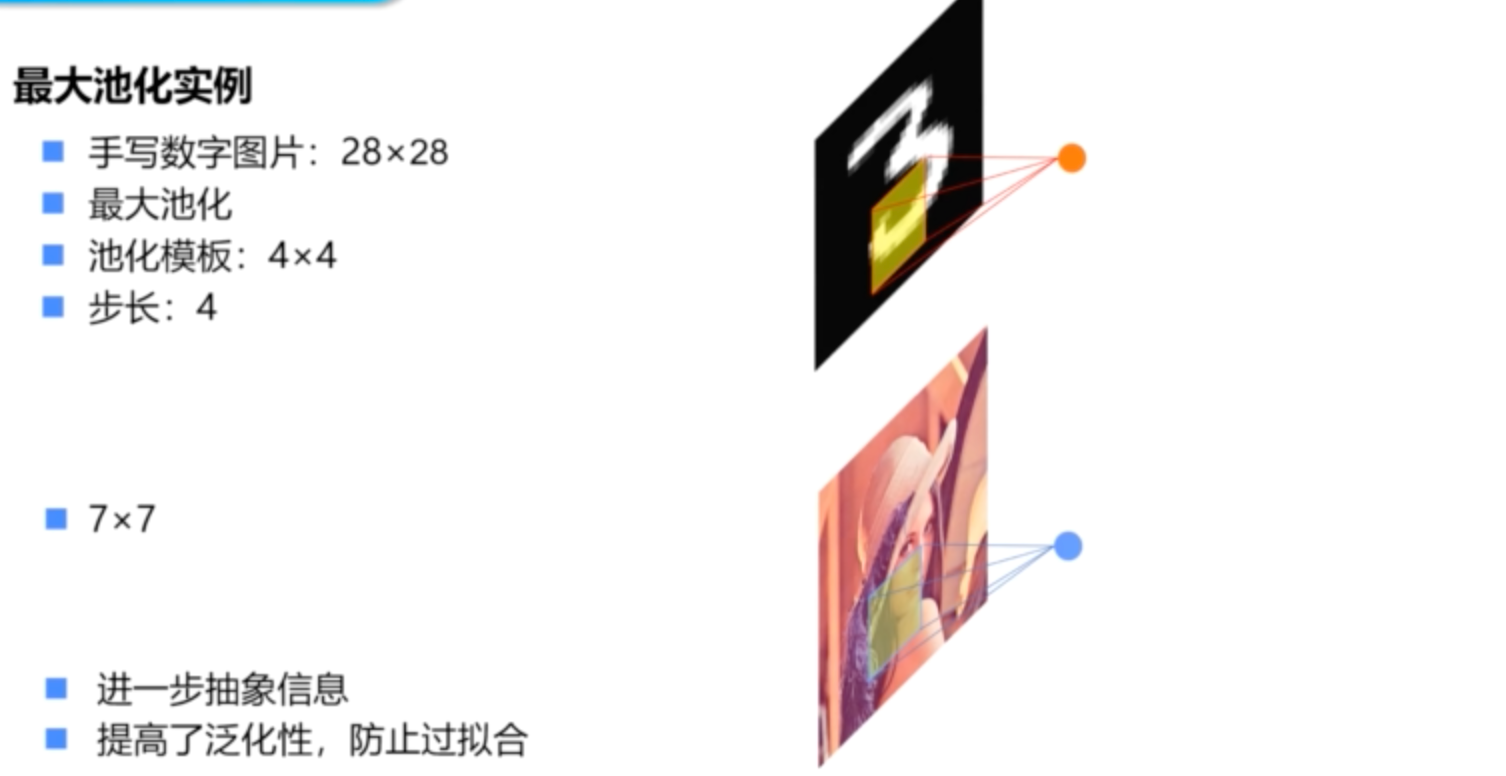 最大池化实例
手写数字图片：28×28
最大池化
池化模板：4×4
步长：4
7×7
进一步抽象信息
提高了泛化性，防止过拟合